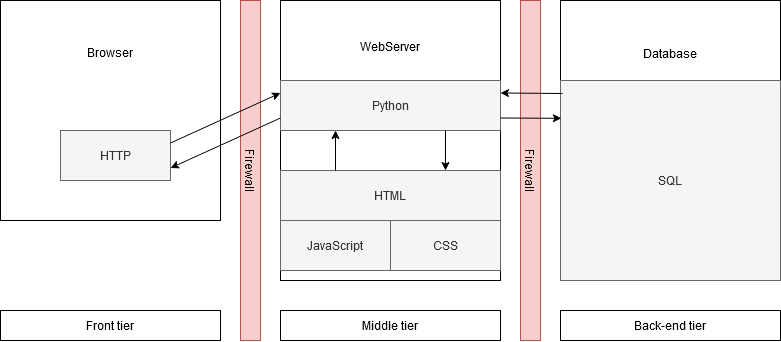 Browser
HTTP
Firewall
WebServer
Python
HTML
JavaScript
CSS
Firewall
Database
SQL
Front tier
Middle tier
Back-end tier